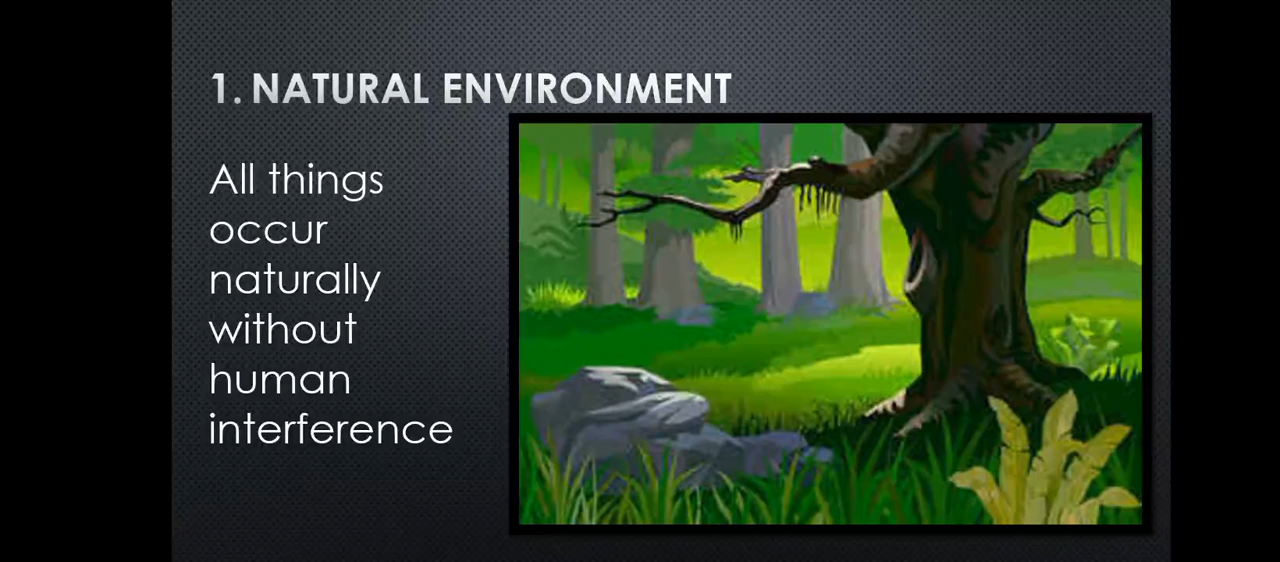 1. NATURAL ENVIRONMENT
All things
occur
naturally
without
human
interference